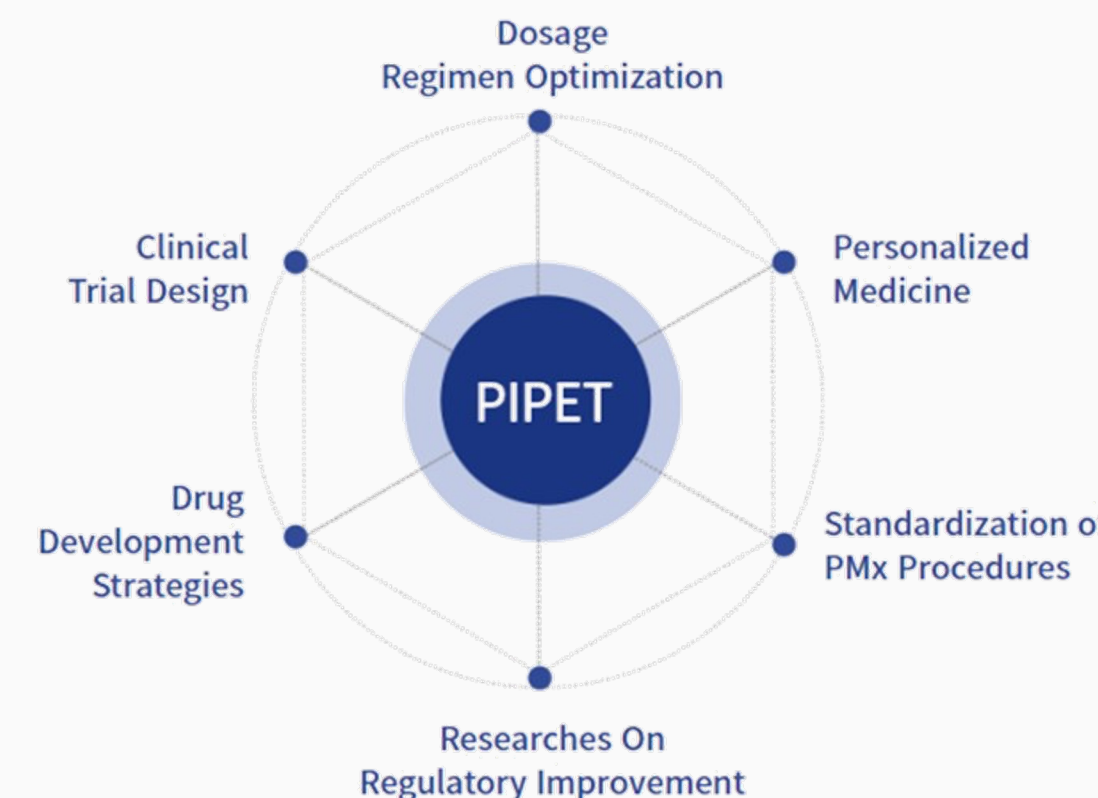 Dosage
Regimen Optimization
Clinical
Trial Design
Personalized
Medicine
PIPET
Drug
Development
Strategies
Standardization o
PMx Procedures
Researches On
Regulatory Improvement